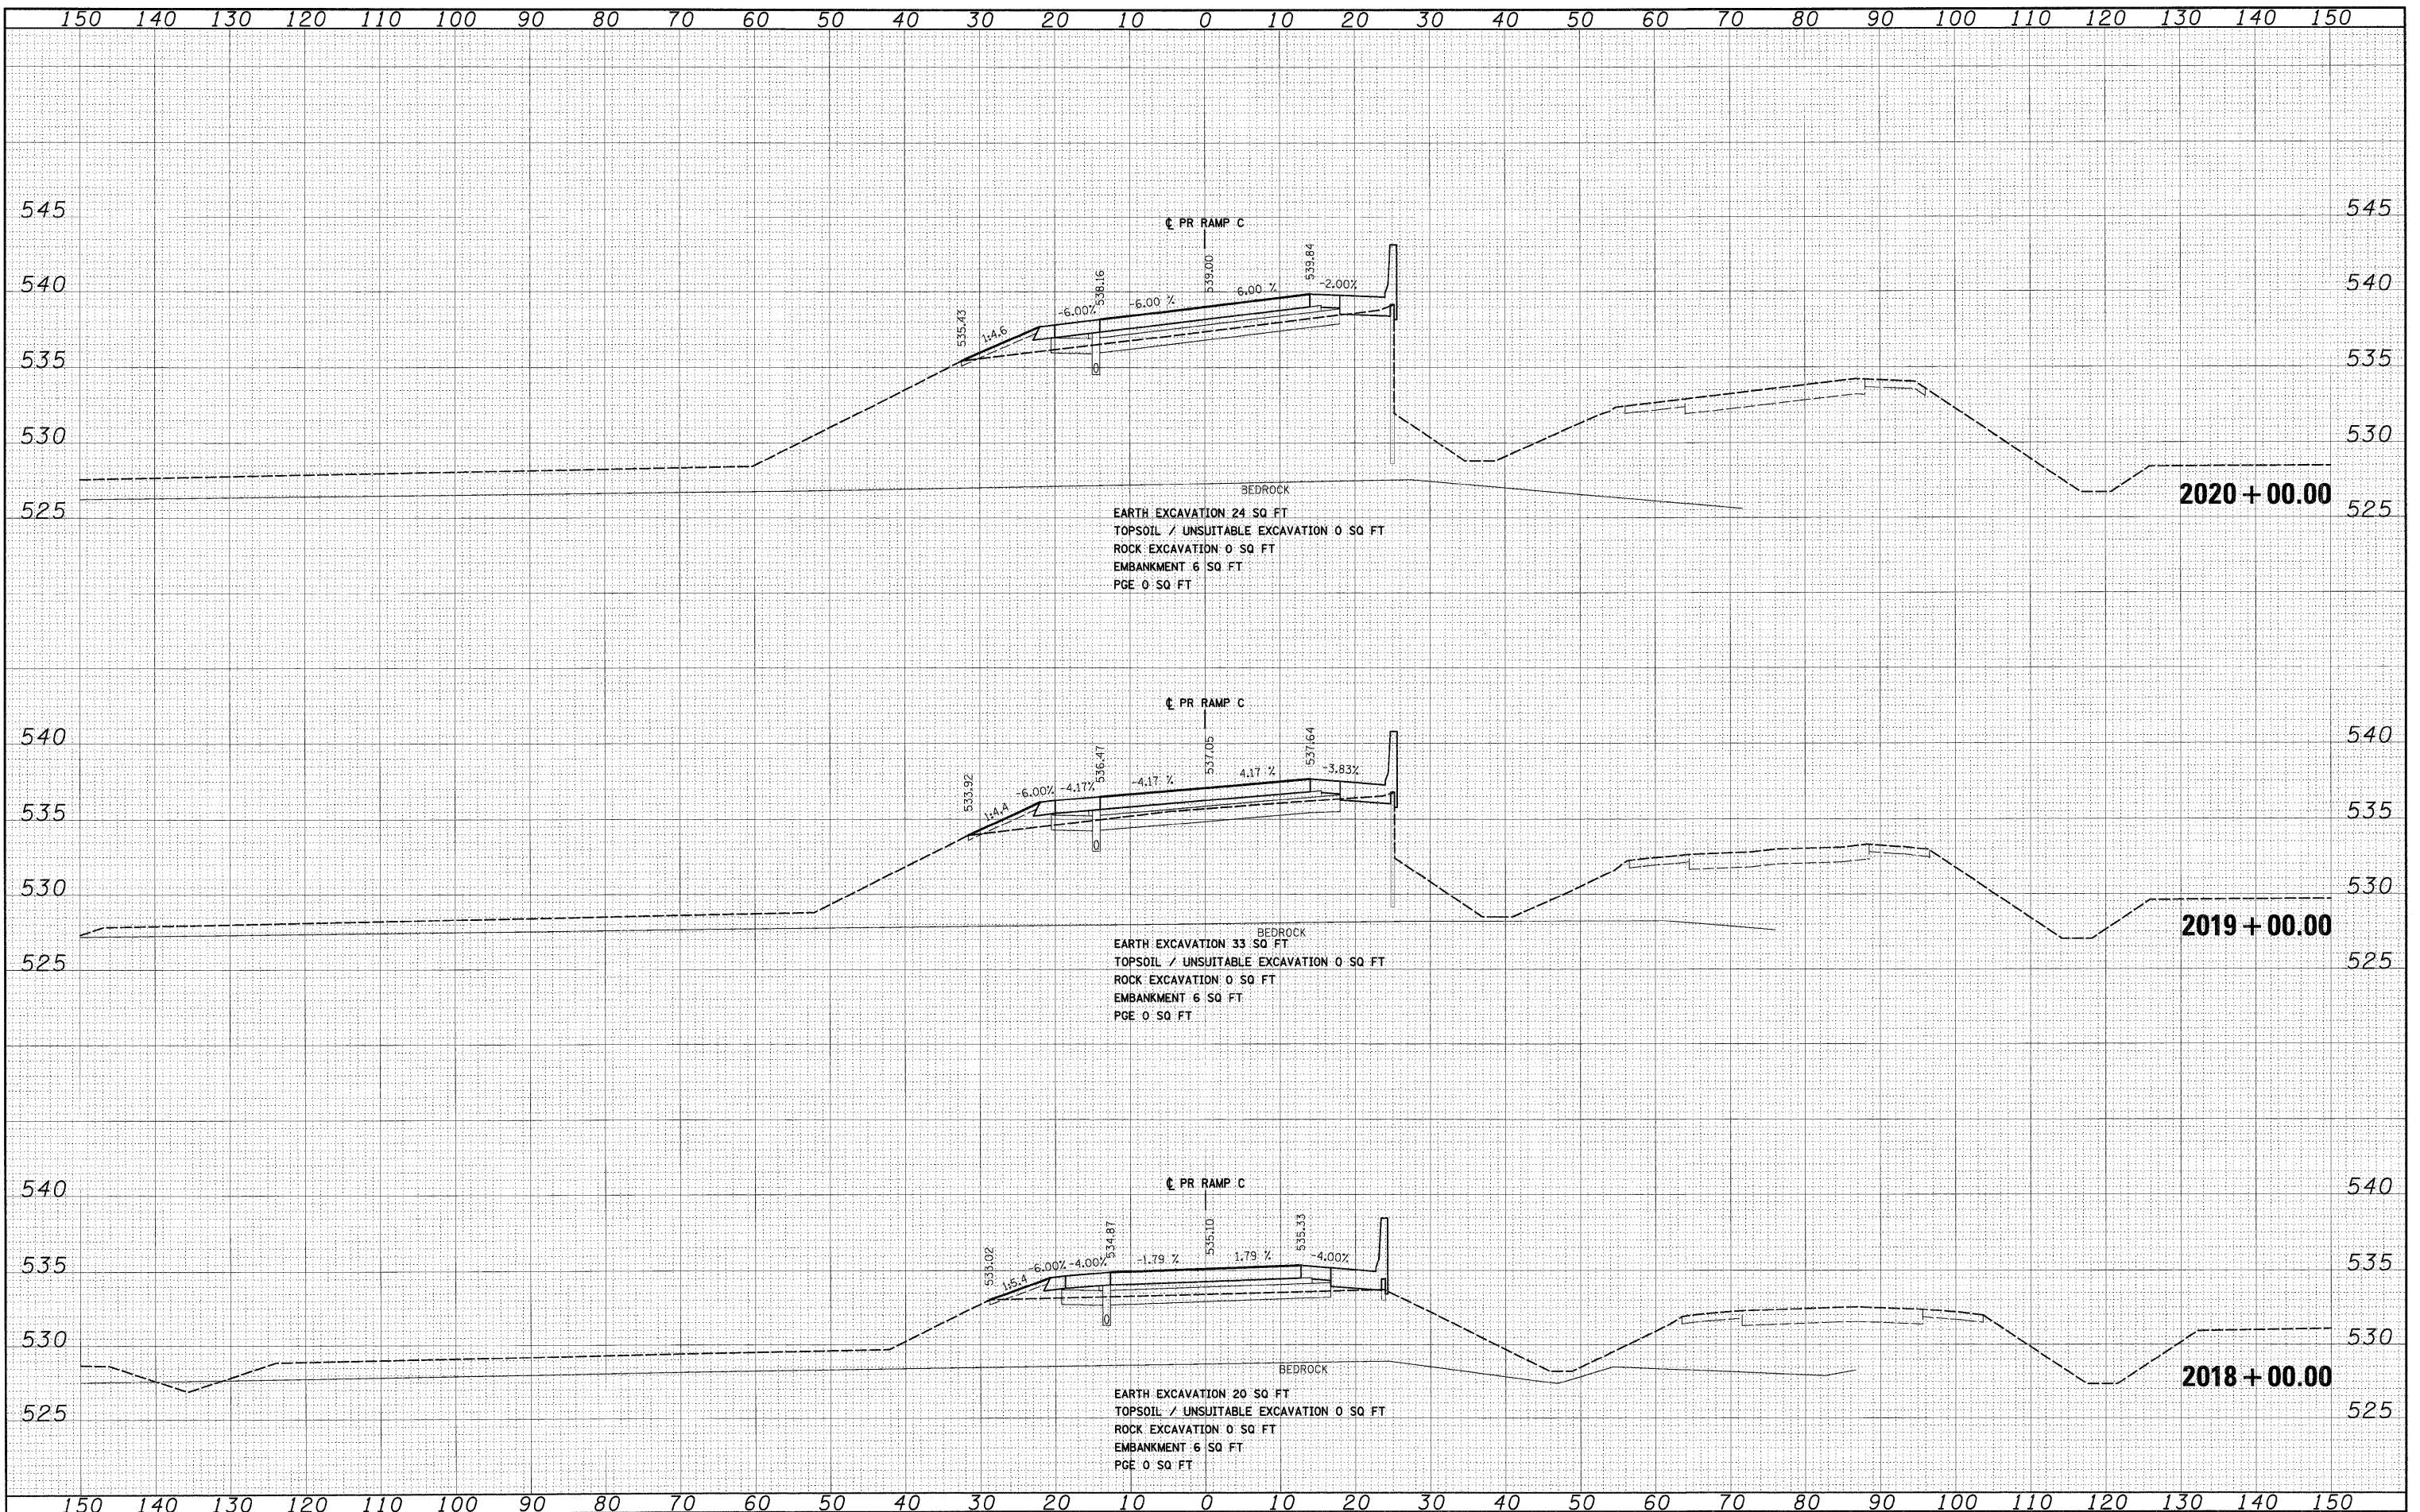 150 140 130 120 110 100 90 80 70 60 50 40 30 20 10 0 10 20 30 40 50 60 70 80 90 100 110 120 130 140 150
545 545
℄ PR RAMP C
540 540
535.43 1:4.6 -6.00% 538.16 -6.00 % 539.00 6.00 % 539.84 -2.00%
0
535 535
530 530
BEDROCK
2020 + 00.00
525 525
EARTH EXCAVATION 24 SQ FT
TOPSOIL / UNSUITABLE EXCAVATION 0 SQ FT
ROCK EXCAVATION 0 SQ FT
EMBANKMENT 6 SQ FT
PGE 0 SQ FT
℄ PR RAMP C
540 540
533.92 1:4.4 -6.00% -4.17% 536.47 -4.17 % 537.05 4.17 % 537.64 -3.83%
0
535 535
530 530
BEDROCK
2019 + 00.00
EARTH EXCAVATION 33 SQ FT
525 525
TOPSOIL / UNSUITABLE EXCAVATION 0 SQ FT
ROCK EXCAVATION 0 SQ FT
EMBANKMENT 6 SQ FT
PGE 0 SQ FT
℄ PR RAMP C
540 540
533.02 1:5.4 -6.00% -4.00% 534.87 -1.79 % 535.10 1.79 % 535.33 -4.00%
0
535 535
530 530
BEDROCK
2018 + 00.00
EARTH EXCAVATION 20 SQ FT
525 525
TOPSOIL / UNSUITABLE EXCAVATION 0 SQ FT
ROCK EXCAVATION 0 SQ FT
EMBANKMENT 6 SQ FT
PGE 0 SQ FT
150 140 130 120 110 100 90 80 70 60 50 40 30 20 10 0 10 20 30 40 50 60 70 80 90 100 110 120 130 140 150